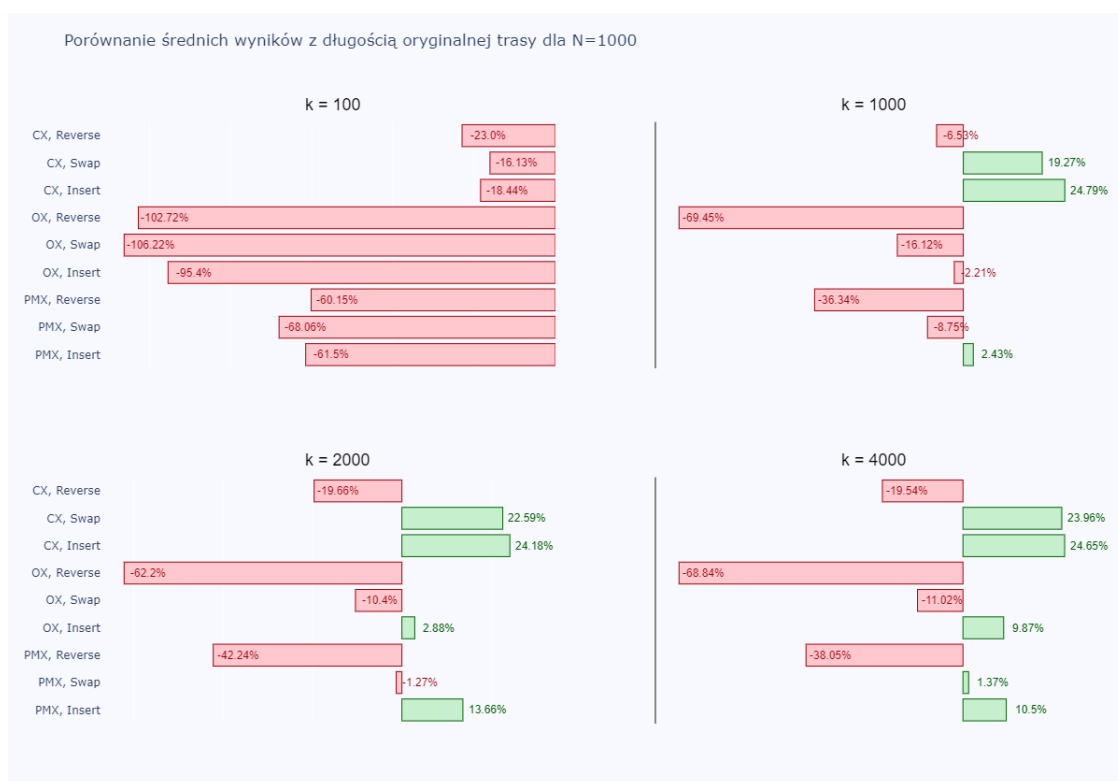 Porównanie średnich wyników z długością oryginalnej trasy dla N=1000
k = 100
CX, Reverse -23.0%
CX, Swap -16.13%
CX, Insert -18.44%
OX, Reverse -102.72%
OX, Swap -106.22%
OX, Insert -95.4%
PMX, Reverse -60.15%
PMX, Swap -68.06%
PMX, Insert -61.5%
k = 1000
-6.53%
19.27%
24.79%
-69.45%
-16.12%
-2.21%
-36.34%
-8.75%
2.43%
k = 2000
CX, Reverse -19.66%
CX, Swap 22.59%
CX, Insert 24.18%
OX, Reverse -62.2%
OX, Swap -10.4%
OX, Insert 2.88%
PMX, Reverse -42.24%
PMX, Swap -1.27%
PMX, Insert 13.66%
k = 4000
-19.54%
23.96%
24.65%
-68.84%
-11.02%
9.87%
-38.05%
1.37%
10.5%